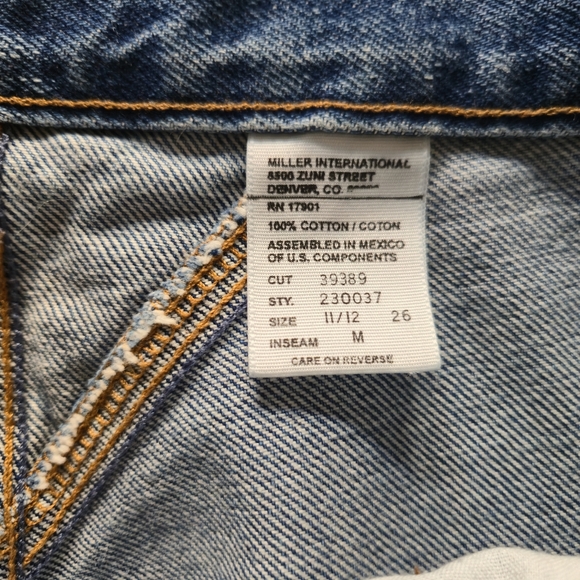 MILLER INTERNATIONAL
8500 ZUNI STREET
DENVER, CO.
RN 17901
100% COTTON / COTON
ASSEMBLED IN MEXICO
OF U.S. COMPONENTS
CUT 39389
STY. 230037
SIZE 11/12 26
INSEAM M
CARE ON REVERSE